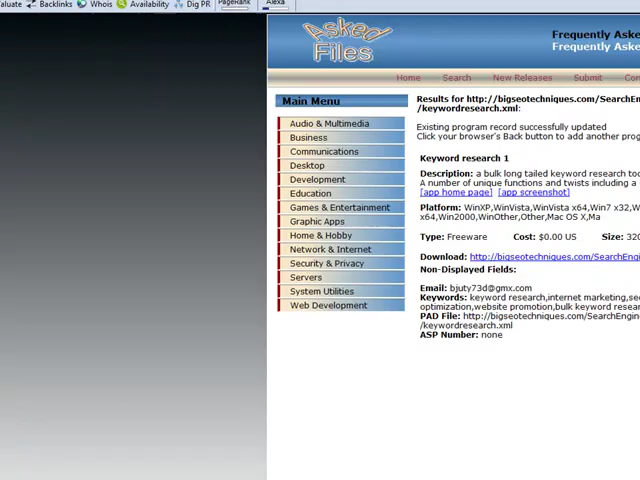 Backlinks Whois Availability Dig PR PageRank Alexa
Asked Files
Frequently Aske
Frequently Aske
Home Search New Releases Submit Con
Main Menu
Audio & Multimedia
Business
Communications
Desktop
Development
Education
Games & Entertainment
Graphic Apps
Home & Hobby
Network & Internet
Security & Privacy
Servers
System Utilities
Web Development
Results for http://bigseotechniques.com/SearchEn
/keywordresearch.xml:
Existing program record successfully updated
Click your browser's Back button to add another prog
Keyword research 1
Description: a bulk long tailed keyword research too
A number of unique functions and twists including a
[app home page] [app screenshot]
Platform: WinXP,WinVista,WinVista x64,Win7 x32,W
x64,Win2000,WinOther,Other,Mac OS X,Ma
Type: Freeware Cost: $0.00 US Size: 320
Download: http://bigseotechniques.com/SearchEngi
Non-Displayed Fields:
Email: bjuty73d@gmx.com
Keywords: keyword research,internet marketing,se
optimization,website promotion,bulk keyword resear
PAD File: http://bigseotechniques.com/SearchEngine
/keywordresearch.xml
ASP Number: none